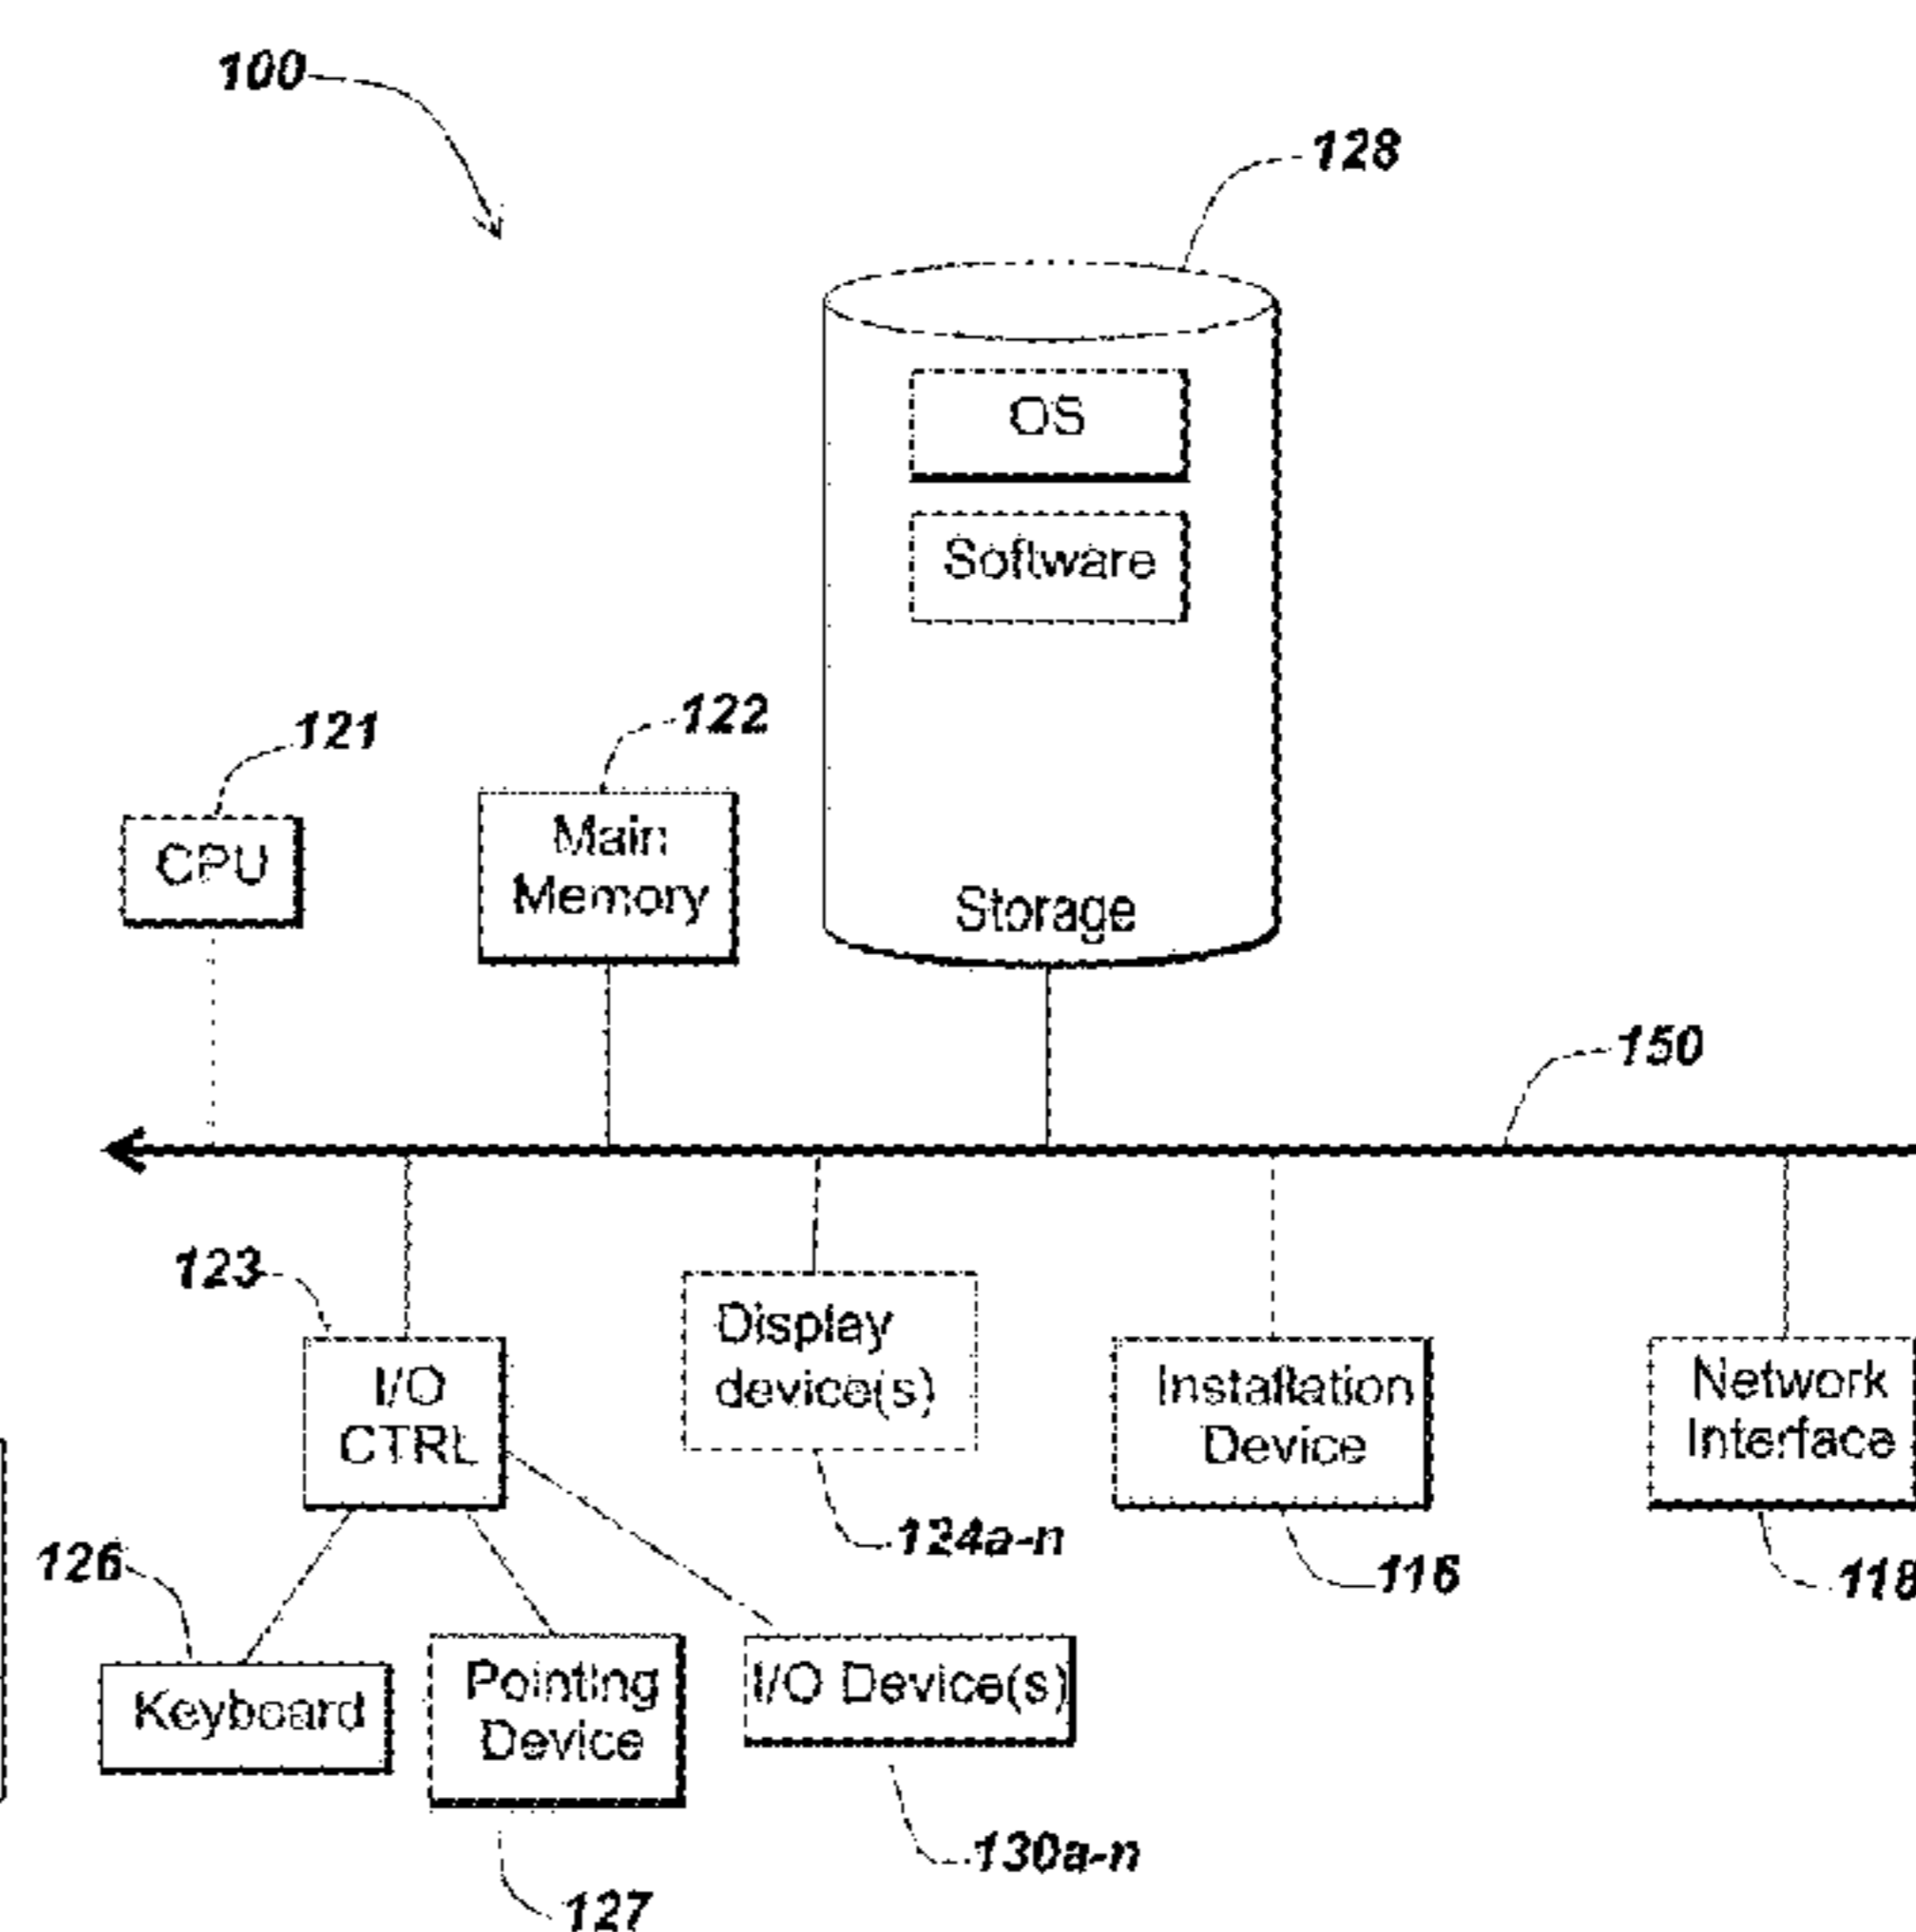 100
128
OS
Software
121
122
CPU
Main
Memory
Storage
150
123
Display
device(s)
I/O
CTRL
Installation
Device
Network
Interface
124a-n
126
116
118
Keyboard
Pointing
Device
I/O Device(s)
130a-n
127